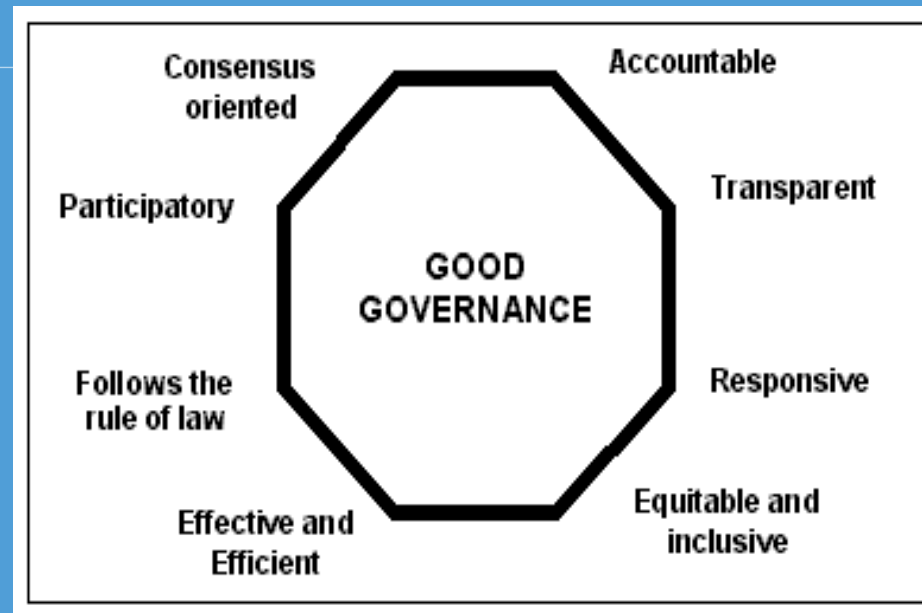 Consensus
oriented
Accountable
Participatory
Transparent
GOOD
GOVERNANCE
Follows the
rule of law
Responsive
Effective and
Efficient
Equitable and
inclusive